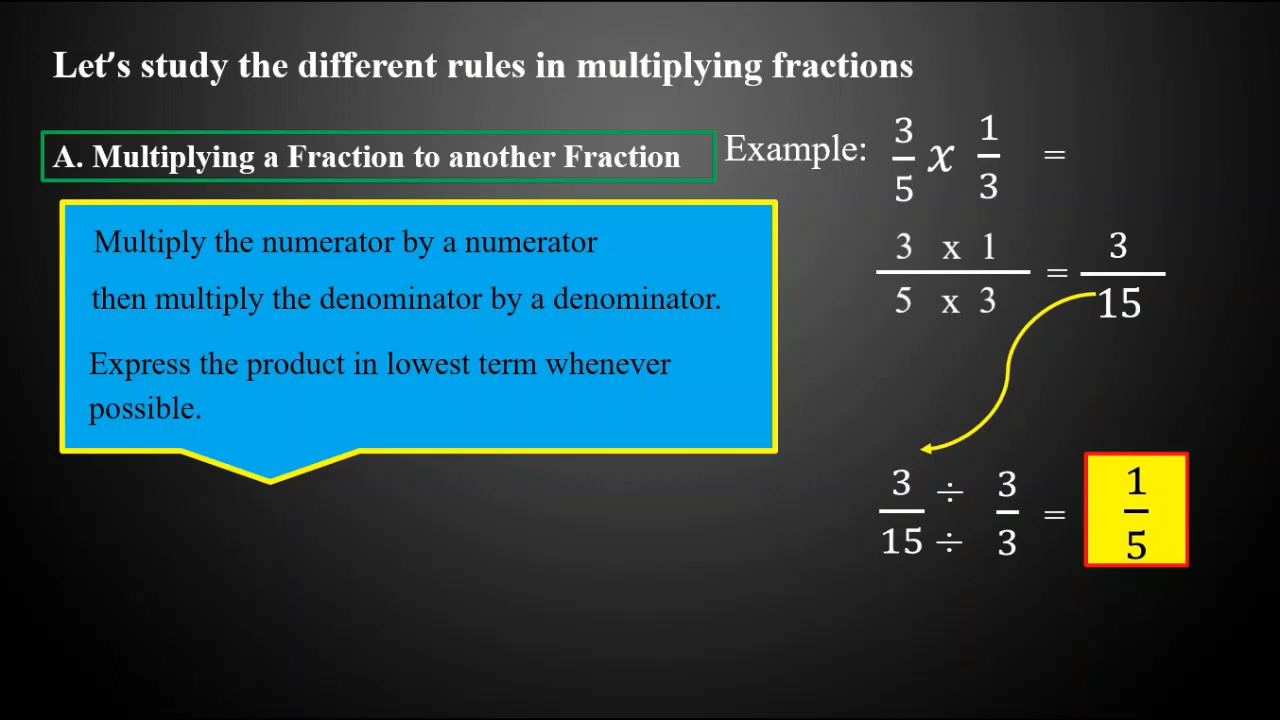 Let's study the different rules in multiplying fractions
A. Multiplying a Fraction to another Fraction
Multiply the numerator by a numerator
then multiply the denominator by a denominator.
Express the product in lowest term whenever
possible.
Example: 3/5 x 1/3 =
3 x 1 / 5 x 3 = 3/15
3/15 ÷ ÷ 3/3 = 1/5